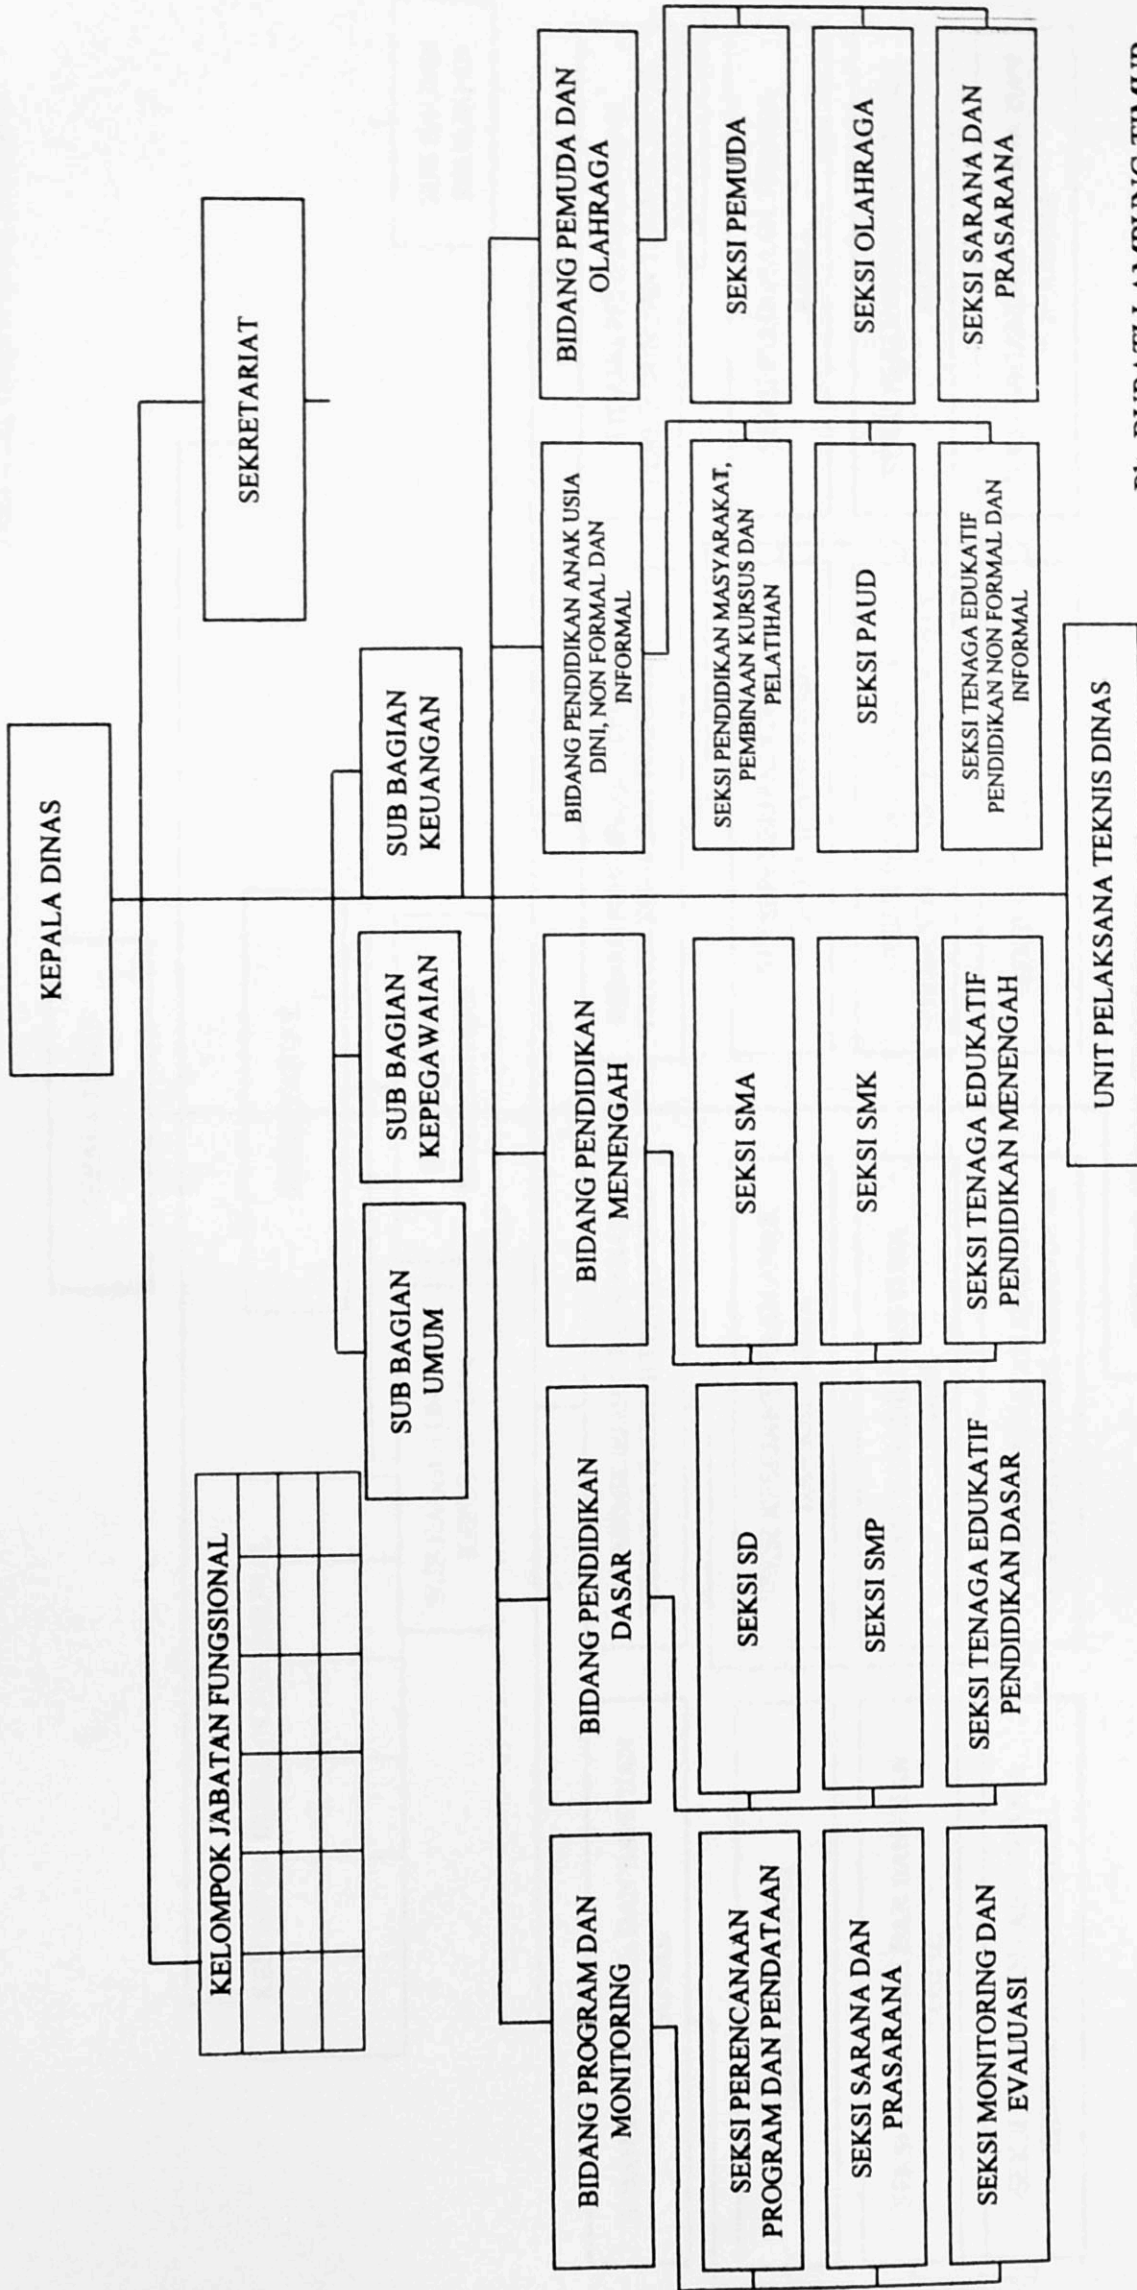 KEPALA DINAS
KELOMPOK JABATAN FUNGSIONAL
SEKRETARIAT
SUB BAGIAN
UMUM
SUB BAGIAN
KEPEGAWAIAN
SUB BAGIAN
KEUANGAN
BIDANG PROGRAM DAN
MONITORING
BIDANG PENDIDIKAN
DASAR
BIDANG PENDIDIKAN
MENENGAH
BIDANG PENDIDIKAN ANAK USIA
DINI, NON FORMAL DAN
INFORMAL
BIDANG PEMUDA DAN
OLAHRAGA
SEKSI PERENCANAAN
PROGRAM DAN PENDATAAN
SEKSI SD
SEKSI SMA
SEKSI PENDIDIKAN MASYARAKAT,
PEMBINAAN KURSUS DAN
PELATIHAN
SEKSI PEMUDA
SEKSI SARANA DAN
PRASARANA
SEKSI SMP
SEKSI SMK
SEKSI PAUD
SEKSI OLAHRAGA
SEKSI MONITORING DAN
EVALUASI
SEKSI TENAGA EDUKATIF
PENDIDIKAN DASAR
SEKSI TENAGA EDUKATIF
PENDIDIKAN MENENGAH
SEKSI TENAGA EDUKATIF
PENDIDIKAN NON FORMAL DAN
INFORMAL
SEKSI SARANA DAN
PRASARANA
UNIT PELAKSANA TEKNIS DINAS
BUPATI LAMPUNG TIMUR